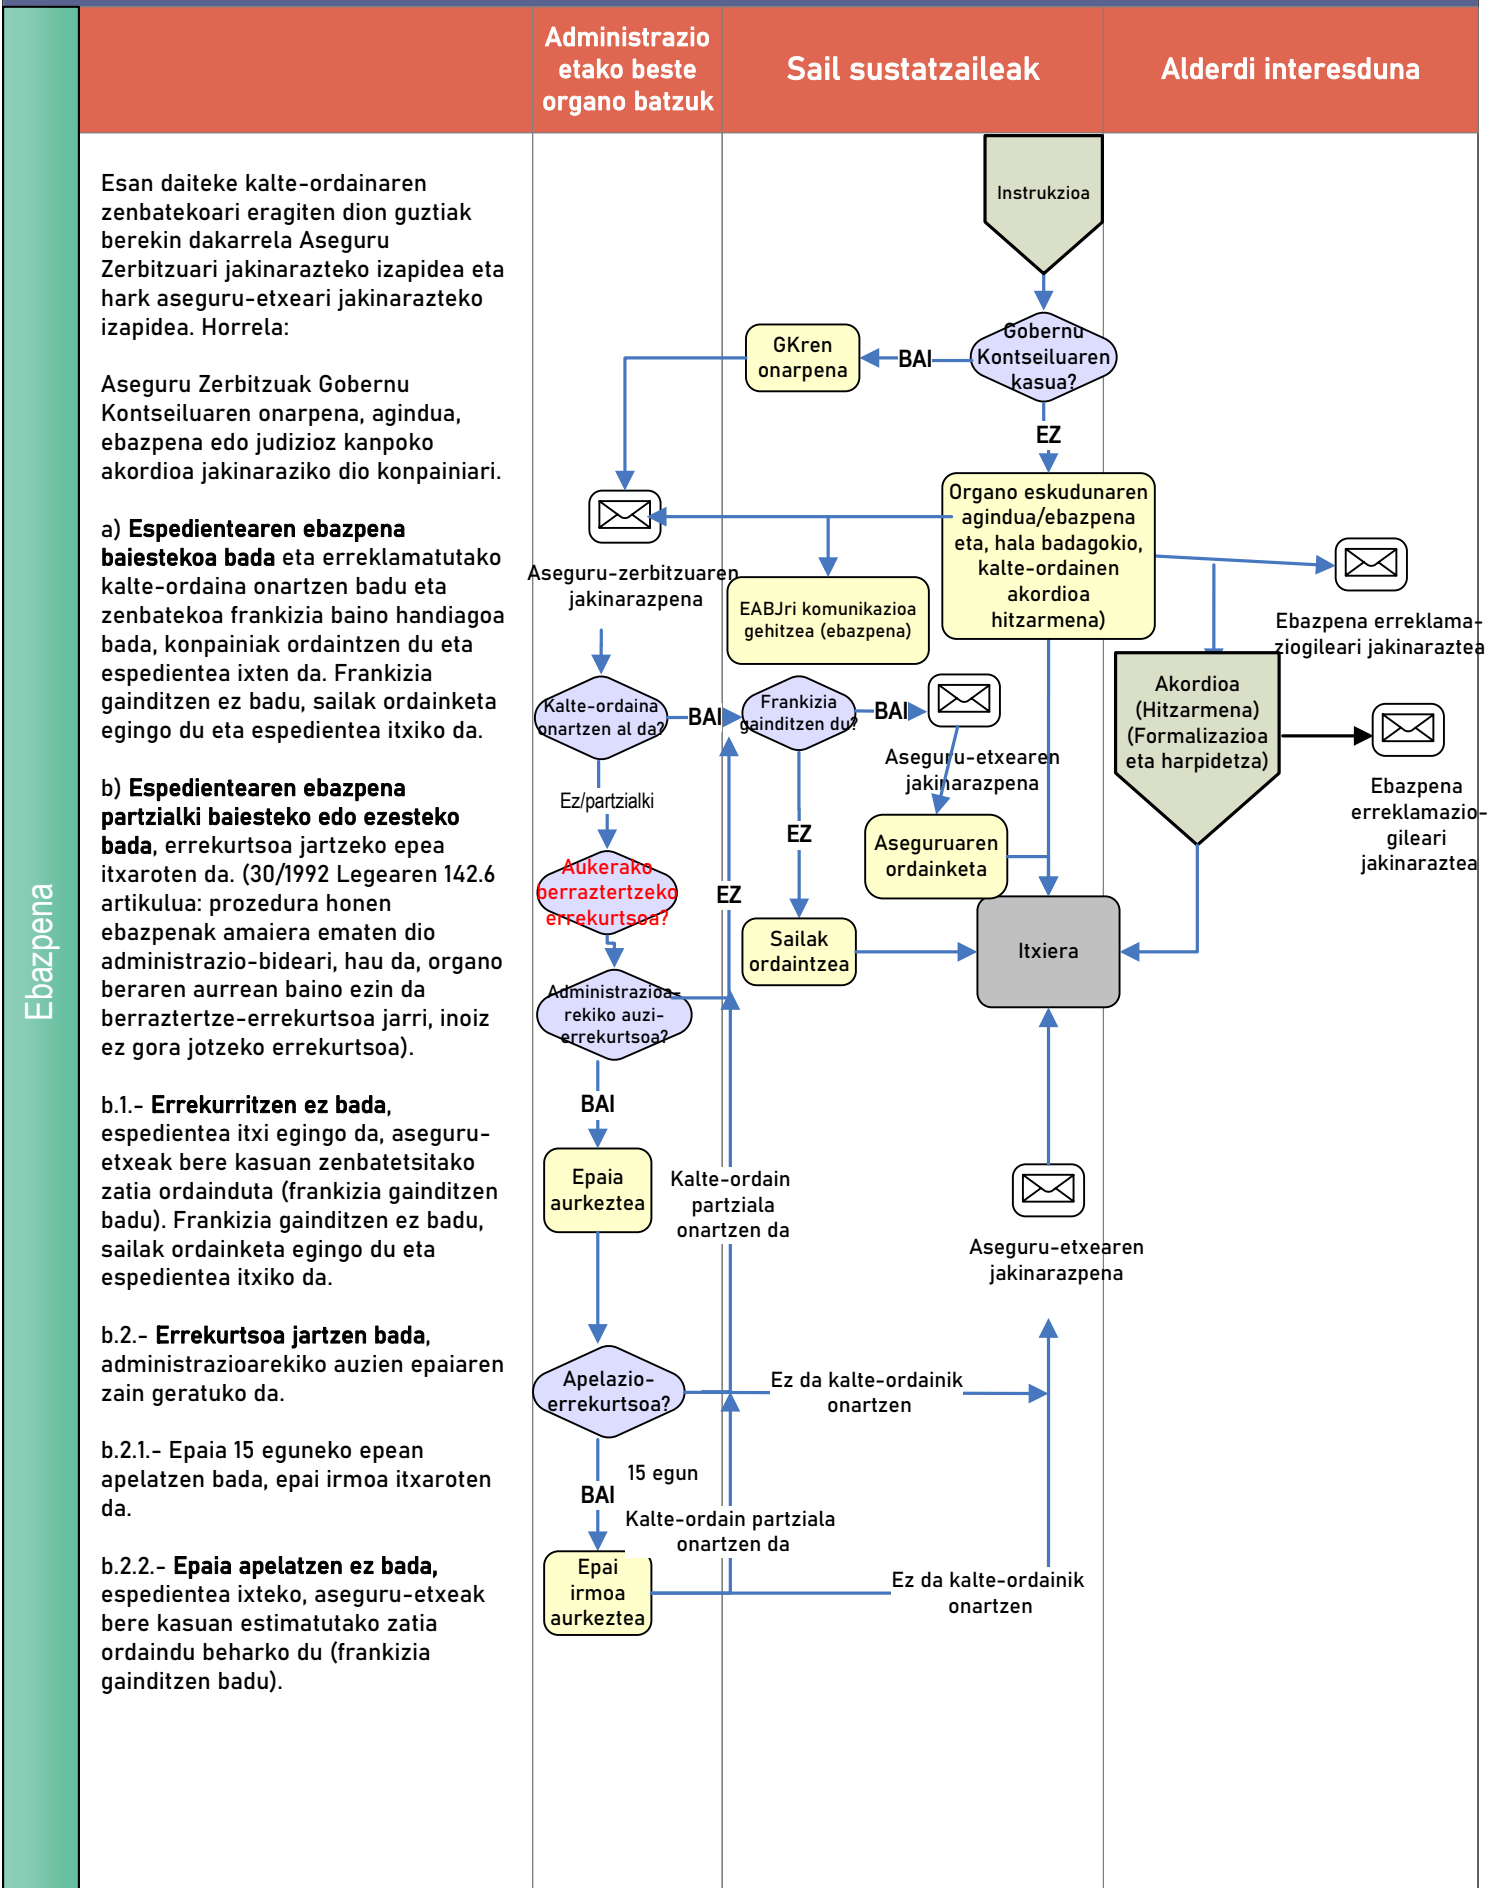 Administrazio
etako beste
organo batzuk
Sail sustatzaileak
Alderdi interesduna
Ebazpena
Esan daiteke kalte-ordainaren
zenbatekoari eragiten dion guztiak
berekin dakarrela Aseguru
Zerbitzuari jakinarazteko izapidea eta
hark aseguru-etxeari jakinarazteko
izapidea. Horrela:
Aseguru Zerbitzuak Gobernu
Kontseiluaren onarpena, agindua,
ebazpena edo judizioz kanpoko
akordioa jakinaraziko dio konpainiari.
a) Espedientearen ebazpena
baiestekoa bada eta erreklamatutako
kalte-ordaina onartzen badu eta
zenbatekoa frankizia baino handiagoa
bada, konpainiak ordaintzen du eta
espedientea ixten da. Frankizia
gainditzen ez badu, sailak ordainketa
egingo du eta espedientea itxiko da.
b) Espedientearen ebazpena
partzialki baiesteko edo ezesteko
bada, errekurtsoa jartzeko epea
itxaroten da. (30/1992 Legearen 142.6
artikulua: prozedura honen
ebazpenak amaiera ematen dio
administrazio-bideari, hau da, organo
beraren aurrean baino ezin da
berraztertze-errekurtsoa jarri, inoiz
ez gora jotzeko errekurtsoa).
b.1.- Errekurritzen ez bada,
espedientea itxi egingo da, aseguru-
etxeak bere kasuan zenbatetsitako
zatia ordainduta (frankizia gainditzen
badu). Frankizia gainditzen ez badu,
sailak ordainketa egingo du eta
espedientea itxiko da.
b.2.- Errekurtsoa jartzen bada,
administrazioarekiko auzien epaiaren
zain geratuko da.
b.2.1.- Epaia 15 eguneko epean
apelatzen bada, epai irmoa itxaroten
da.
b.2.2.- Epaia apelatzen ez bada,
espedientea ixteko, aseguru-etxeak
bere kasuan estimatutako zatia
ordaindu beharko du (frankizia
gainditzen badu).
Instrukzioa
Gobernu
Kontseiluaren
kasua?
BAI
GKren
onarpena
EZ
Organo eskudunaren
agindua/ebazpena
eta, hala badagokio,
kalte-ordainen
akordioa
hitzarmena)
Aseguru-zerbitzuaren
jakinarazpena
EABJri komunikazioa
gehitzea (ebazpena)
Ebazpena erreklama-
ziogileari jakinaraztea
Akordioa
(Hitzarmena)
(Formalizazioa
eta harpidetza)
Ebazpena
erreklamazio-
gileari
jakinaraztea
Kalte-ordaina
onartzen al da?
BAI
Frankizia
gainditzen du?
BAI
Aseguru-etxearen
jakinarazpena
Ez/partzialki
EZ
Aseguruaren
ordainketa
Aukerako
berraztertzeko
errekurtsoa?
EZ
Sailak
ordaintzea
Itxiera
Administrazioa-
rekiko auzi-
errekurtsoa?
BAI
Epaia
aurkeztea
Kalte-ordain
partziala
onartzen da
Aseguru-etxearen
jakinarazpena
Apelazio-
errekurtsoa?
Ez da kalte-ordainik
onartzen
15 egun
BAI
Kalte-ordain partziala
onartzen da
Epai
irmoa
aurkeztea
Ez da kalte-ordainik
onartzen